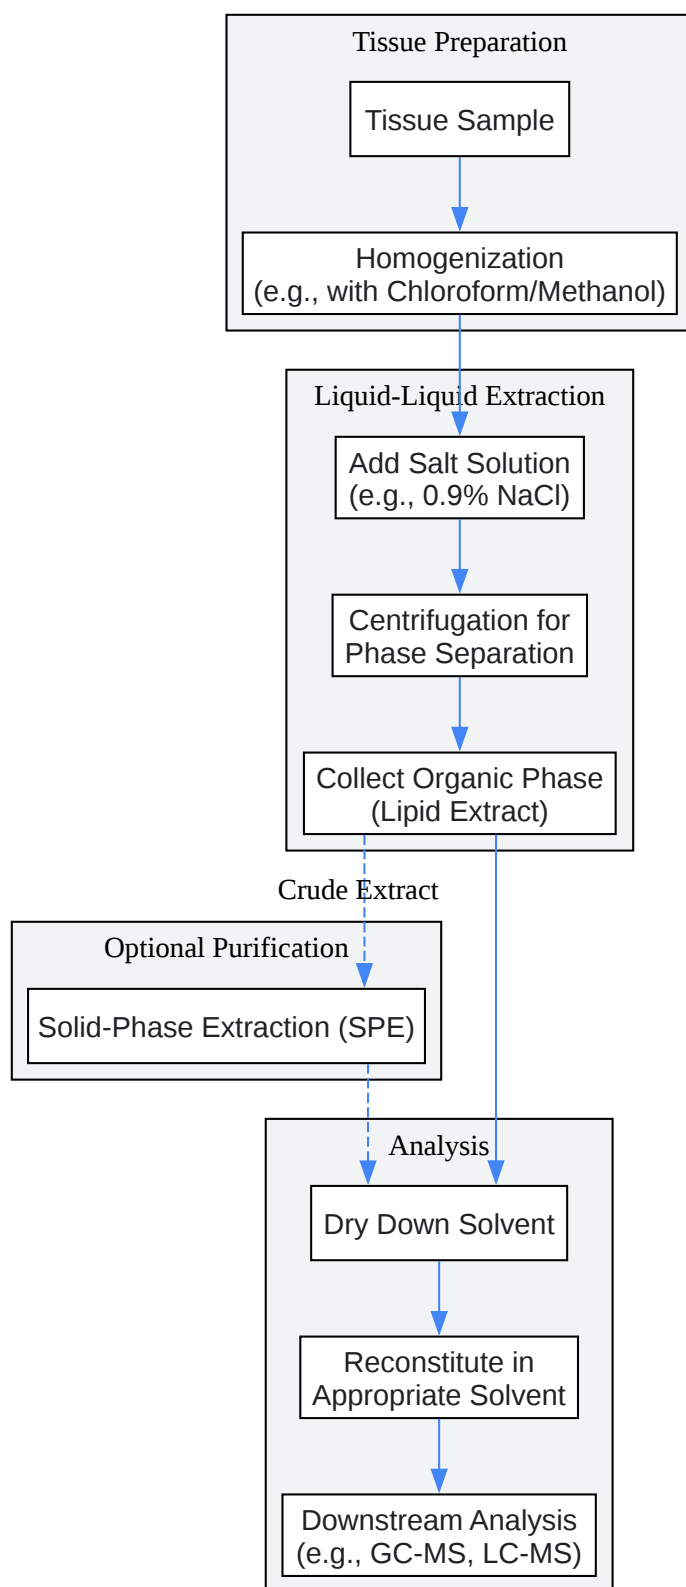 Tissue Preparation
Tissue Sample
Homogenization
(e.g., with Chloroform/Methanol)
Liquid-Liquid Extraction
Add Salt Solution
(e.g., 0.9% NaCl)
Centrifugation for
Phase Separation
Collect Organic Phase
(Lipid Extract)
Crude Extract
Optional Purification
Solid-Phase Extraction (SPE)
Analysis
Dry Down Solvent
Reconstitute in
Appropriate Solvent
Downstream Analysis
(e.g., GC-MS, LC-MS)